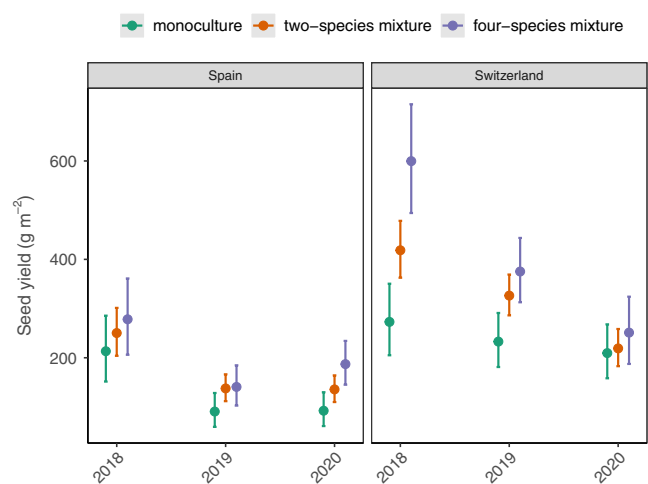 monoculture two−species mixture four−species mixture
Spain Switzerland
Seed yield (g m−2)
600
400
200
2018 2019 2020 2018 2019 2020